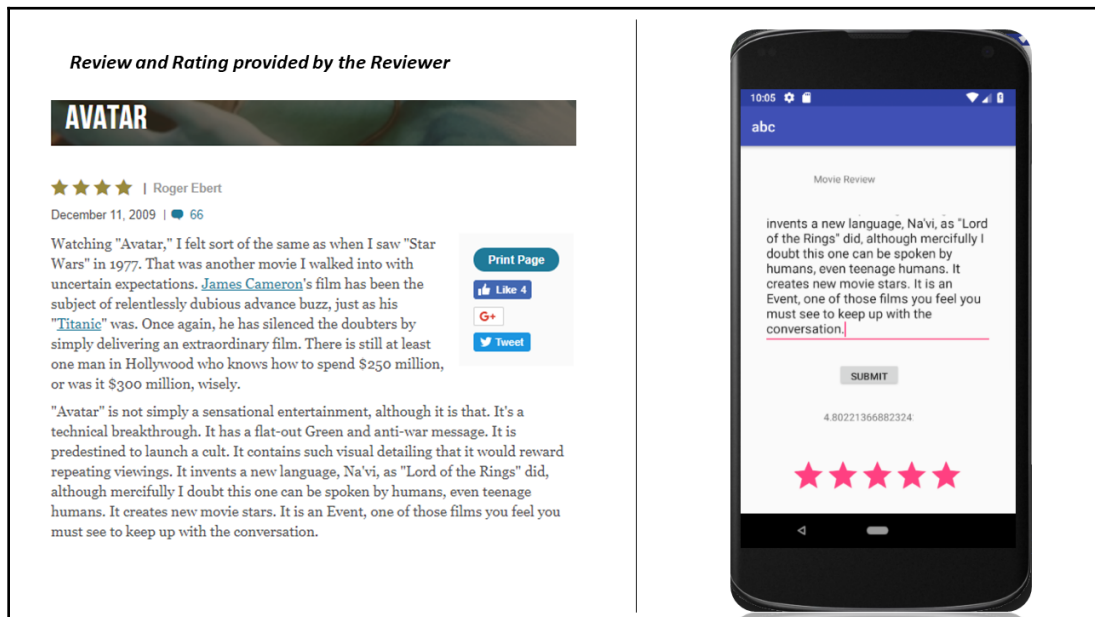 Review and Rating provided by the Reviewer
AVATAR
| Roger Ebert
December 11, 2009 | 66
Watching "Avatar," I felt sort of the same as when I saw "Star
Wars" in 1977. That was another movie I walked into with
uncertain expectations. James Cameron's film has been the
subject of relentlessly dubious advance buzz, just as his
"Titanic" was. Once again, he has silenced the doubters by
simply delivering an extraordinary film. There is still at least
one man in Hollywood who knows how to spend $250 million,
or was it $300 million, wisely.
Print Page
Like 4
G+
Tweet
"Avatar" is not simply a sensational entertainment, although it is that. It's a
technical breakthrough. It has a flat-out Green and anti-war message. It is
predestined to launch a cult. It contains such visual detailing that it would reward
repeating viewings. It invents a new language, Na'vi, as "Lord of the Rings" did,
although mercifully I doubt this one can be spoken by humans, even teenage
humans. It creates new movie stars. It is an Event, one of those films you feel you
must see to keep up with the conversation.
10:05
abc
Movie Review
invents a new language, Na'vi, as "Lord
of the Rings" did, although mercifully I
doubt this one can be spoken by
humans, even teenage humans. It
creates new movie stars. It is an
Event, one of those films you feel you
must see to keep up with the
conversation.
SUBMIT
4.80221366882324